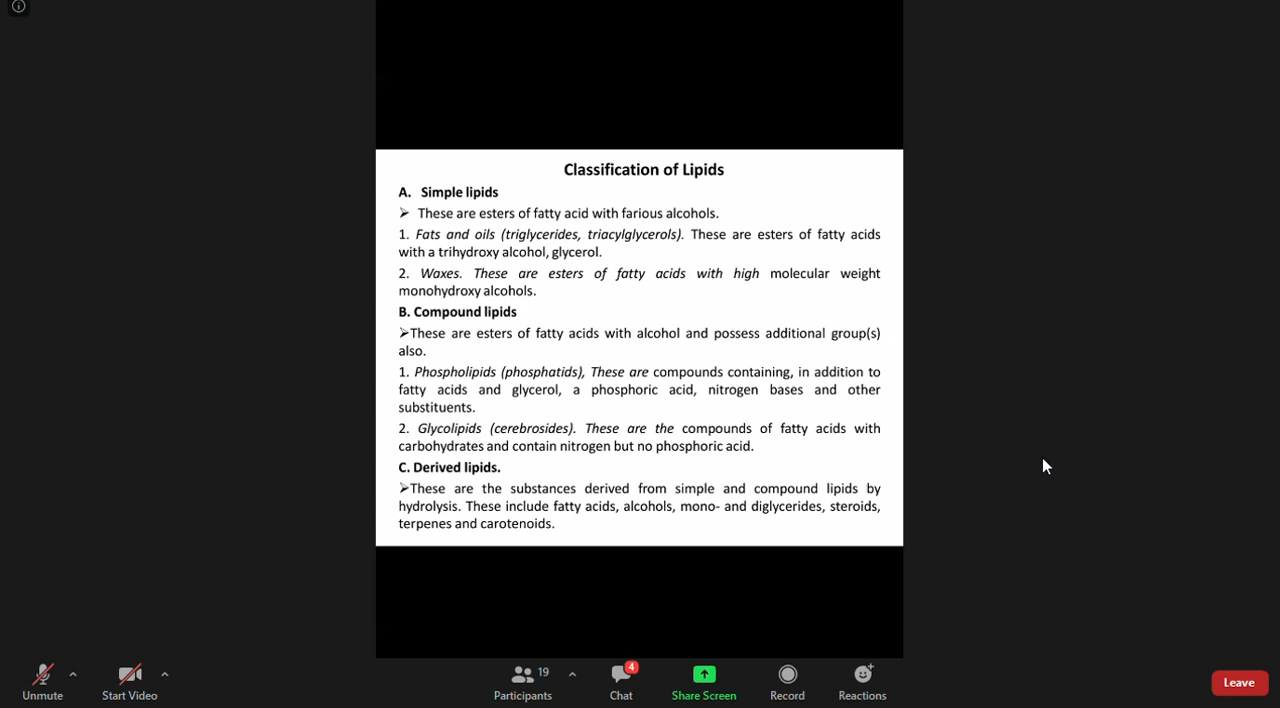 Classification of Lipids
A. Simple lipids
➢ These are esters of fatty acid with farious alcohols.
1. Fats and oils (triglycerides, triacylglycerols). These are esters of fatty acids
with a trihydroxy alcohol, glycerol.
2. Waxes. These are esters of fatty acids with high molecular weight
monohydroxy alcohols.
B. Compound lipids
➢These are esters of fatty acids with alcohol and possess additional group(s)
also.
1. Phospholipids (phosphatids), These are compounds containing, in addition to
fatty acids and glycerol, a phosphoric acid, nitrogen bases and other
substituents.
2. Glycolipids (cerebrosides). These are the compounds of fatty acids with
carbohydrates and contain nitrogen but no phosphoric acid.
C. Derived lipids.
➢These are the substances derived from simple and compound lipids by
hydrolysis. These include fatty acids, alcohols, mono- and diglycerides, steroids,
terpenes and carotenoids.
19
4
Unmute
Start Video
Participants
Chat
Share Screen
Record
Reactions
Leave